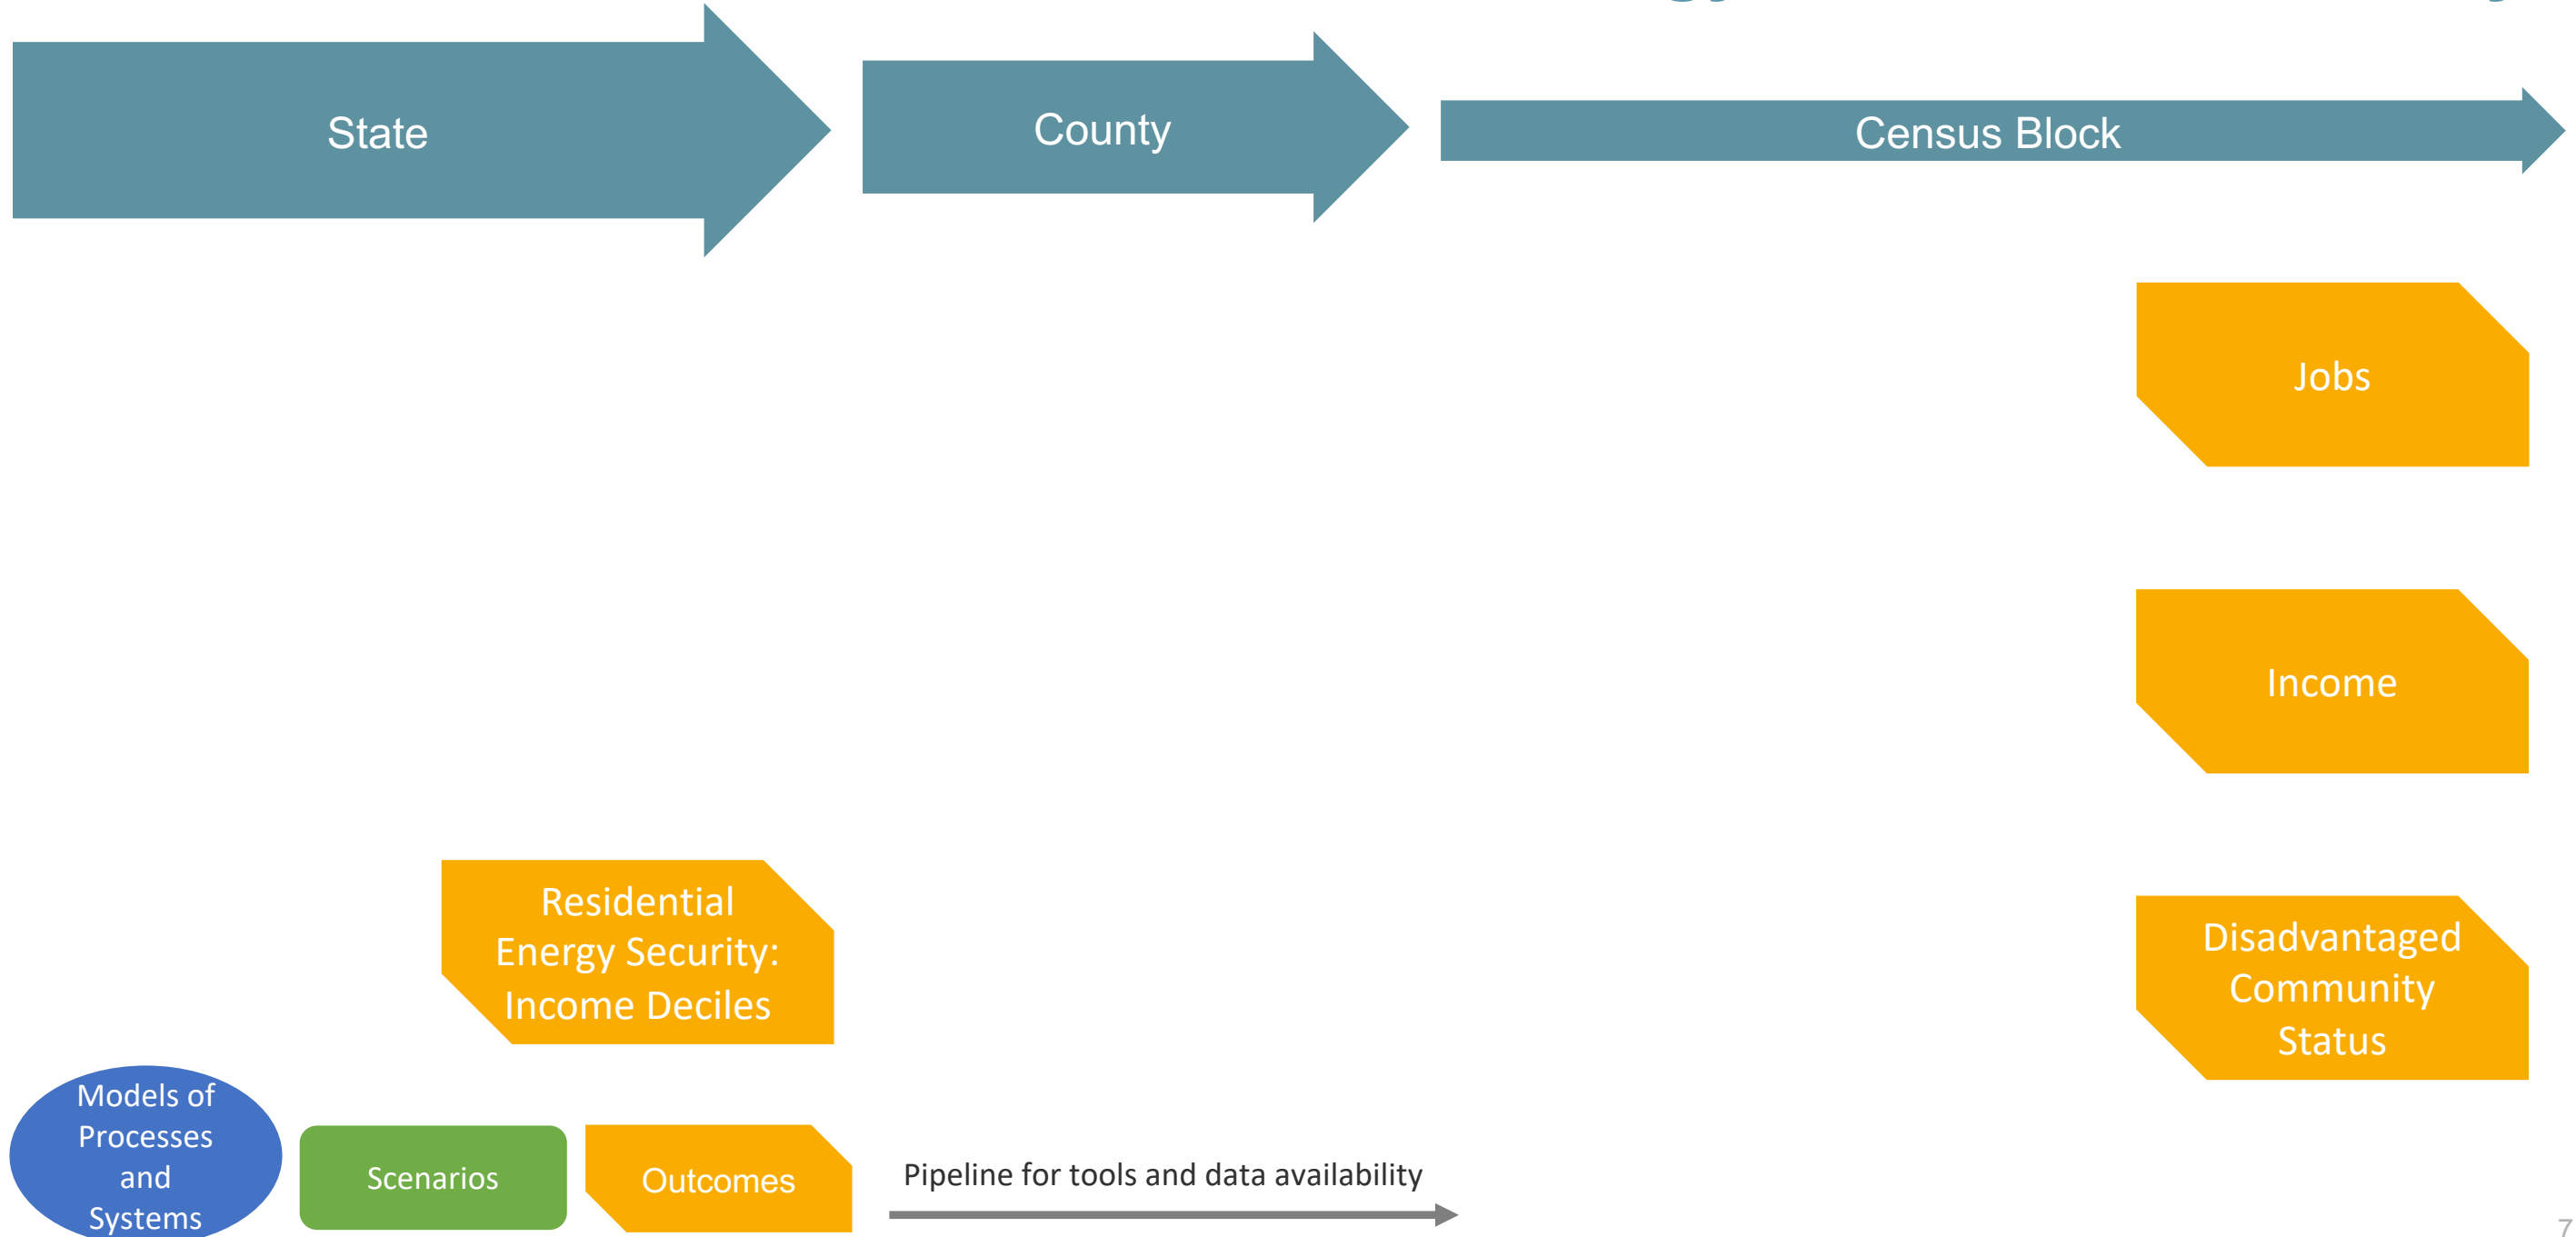 State
County
Census Block
Jobs
Income
Residential
Energy Security:
Income Deciles
Disadvantaged
Community
Status
Models of
Processes
and
Systems
Scenarios
Outcomes
Pipeline for tools and data availability
7